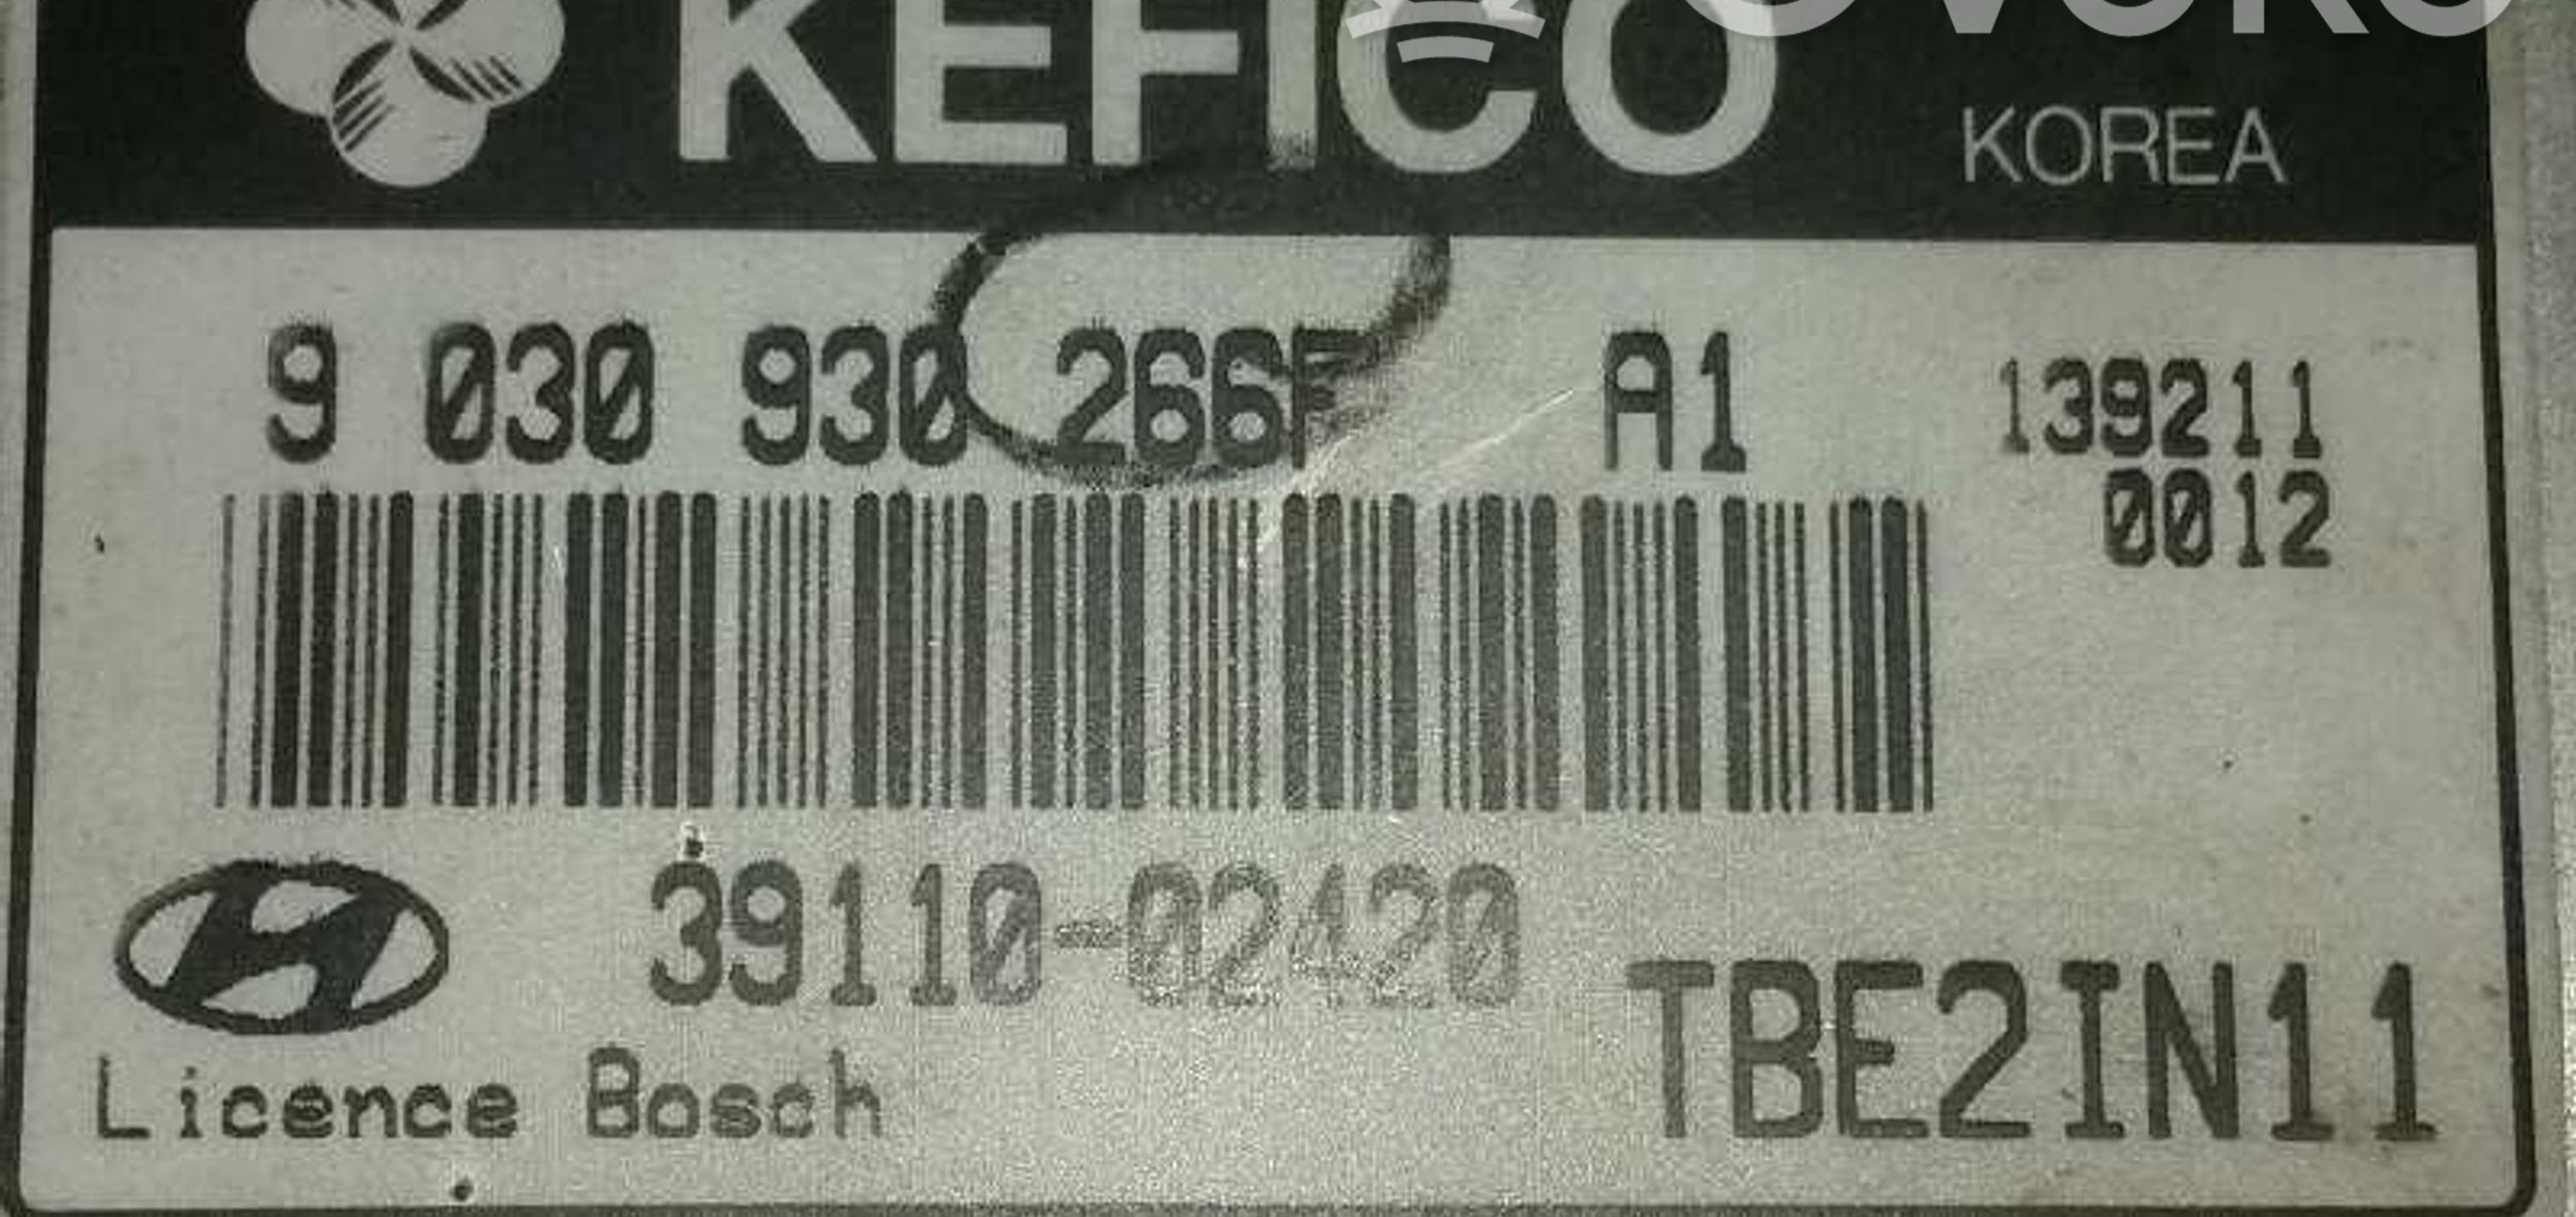 KEFICO
KOREA
9 030 930 266F A1 139211
0012
39110-02420
TBE2IN11
Licence Bosch